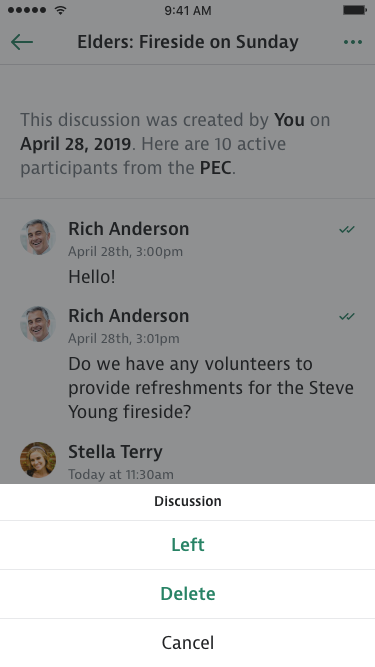 9:41 AM
Elders: Fireside on Sunday
This discussion was created by You on
April 28, 2019. Here are 10 active
participants from the PEC.
Rich Anderson
April 28th, 3:00pm
Hello!
Rich Anderson
April 28th, 3:01pm
Do we have any volunteers to
provide refreshments for the Steve
Young fireside?
Stella Terry
Today at 11:30am
Discussion
Left
Delete
Cancel